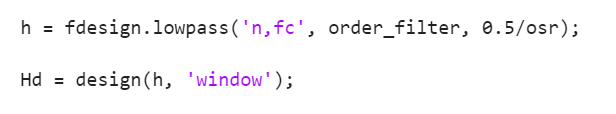 h = fdesign.lowpass('n,fc', order_filter, 0.5/osr);
Hd = design(h, 'window');